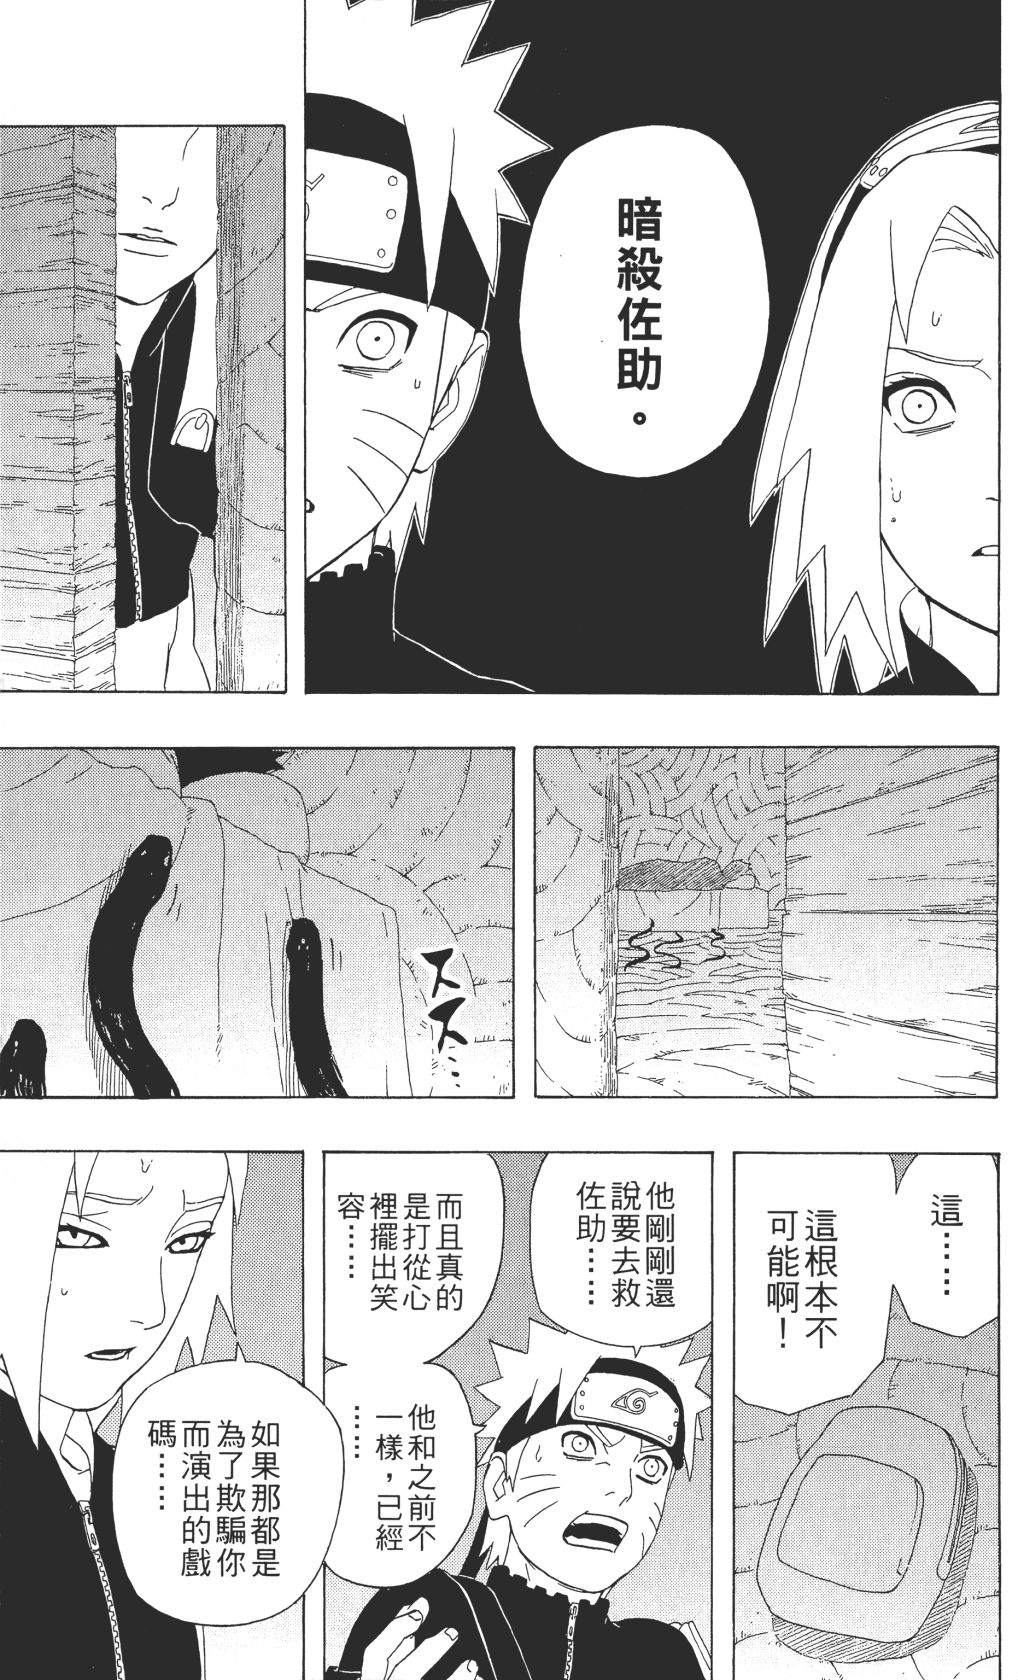 暗殺佐助。
ススス…
這……
這根本不
可能啊！
他剛剛還
說要去救
佐助……
而且真的
是打從心
裡擺出笑
容……
他和之前不
一樣，已經
……
如果那都是
為了欺騙你
而演出的戲
碼……